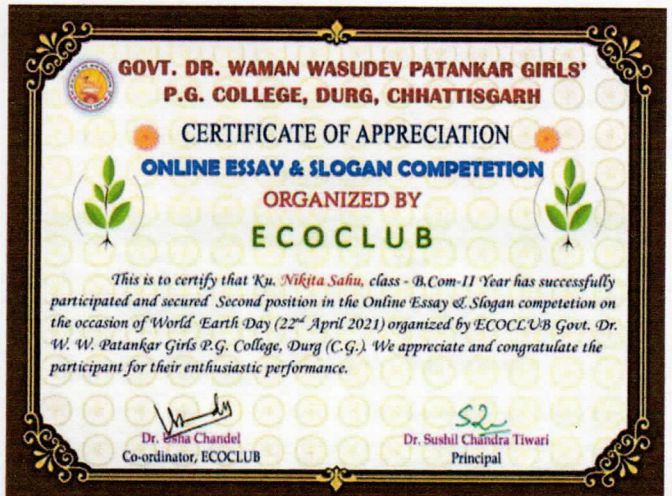 GOVT. DR. WAMAN WASUDEV PATANKAR GIRLS'
P.G. COLLEGE, DURG, CHHATTISGARH
CERTIFICATE OF APPRECIATION
ONLINE ESSAY & SLOGAN COMPETETION
ORGANIZED BY
ECOCLUB
This is to certify that Ku. Nikita Sahu, class - B.Com-II Year has successfully
participated and secured Second position in the Online Essay & Slogan competetion on
the occasion of World Earth Day (22nd April 2021) organized by ECOCLUB Govt. Dr.
W. W. Patankar Girls P.G. College, Durg (C.G.). We appreciate and congratulate the
participant for their enthusiastic performance.
Dr. Usha Chandel
Co-ordinator, ECOCLUB
Dr. Sushil Chandra Tiwari
Principal